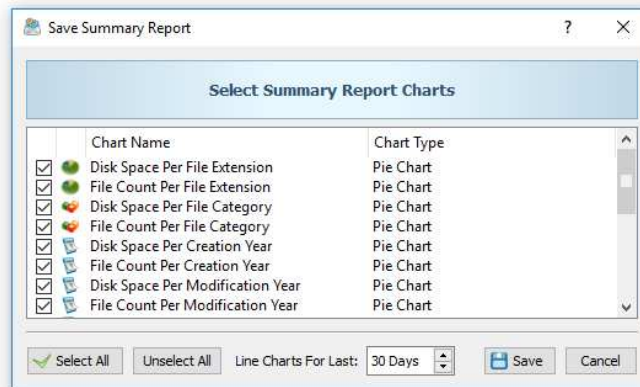 Save Summary Report ?
Select Summary Report Charts
Chart Name Chart Type
Disk Space Per File Extension Pie Chart
File Count Per File Extension Pie Chart
Disk Space Per File Category Pie Chart
File Count Per File Category Pie Chart
Disk Space Per Creation Year Pie Chart
File Count Per Creation Year Pie Chart
Disk Space Per Modification Year Pie Chart
File Count Per Modification Year Pie Chart
Select All Unselect All Line Charts For Last: 30 Days Save Cancel